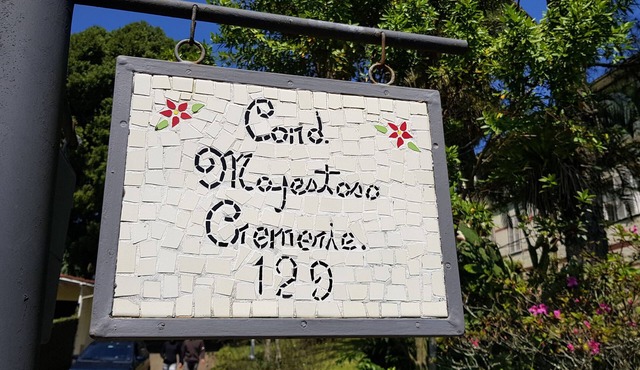 Cond.
Majestoso
Cremerie.
129